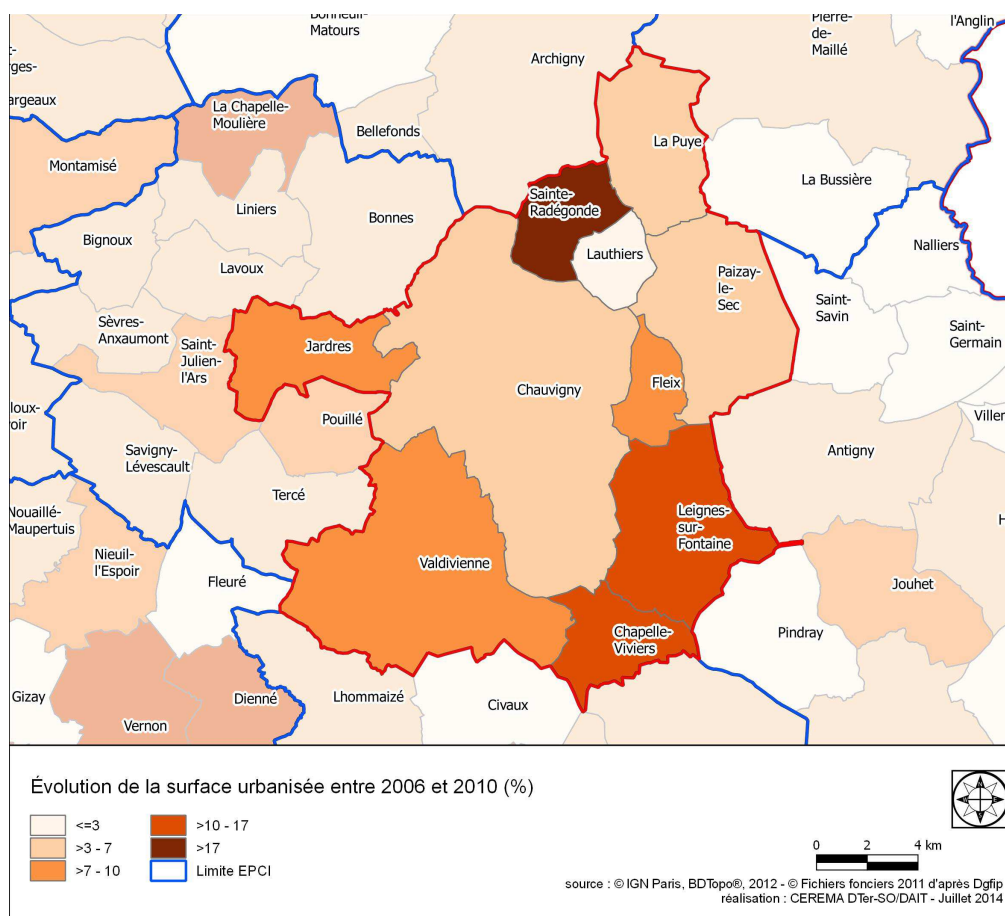 Bonneuil-
Matours
Pierre-
de-
Maillé
l'Anglin
Archigny
La Chapelle-
Moulière
Bellefonds
La Puye
Montamisé
La Bussière
Liniers
Sainte-
Radégonde
Bonnes
Bignoux
Lauthiers
Nalliers
Lavoux
Paizay-
le-
Sec
Saint-
Savin
Sèvres-
Anxaumont
Saint-
Julien-
l'Ars
Jardres
Saint-
Germain
Chauvigny
Fleix
Pouillé
Viller
Savigny-
Lévescault
Antigny
Tercé
Nouaillé-
Maupertuis
Leignes-
sur-
Fontaine
Nieuil-
l'Espoir
Valdivienne
Fleuré
Jouhet
Chapelle-
Viviers
Pindray
Gizay
Dienné
Lhommaizé
Civaux
Vernon
Évolution de la surface urbanisée entre 2006 et 2010 (%)
<=3
>3 - 7
>7 - 10
>10 - 17
>17
Limite EPCI
0 2 4 km
source : © IGN Paris, BDTopo®, 2012 - © Fichiers fonciers 2011 d'après Dgfip
réalisation : CEREMA DTer-SO/DAIT - Juillet 2014